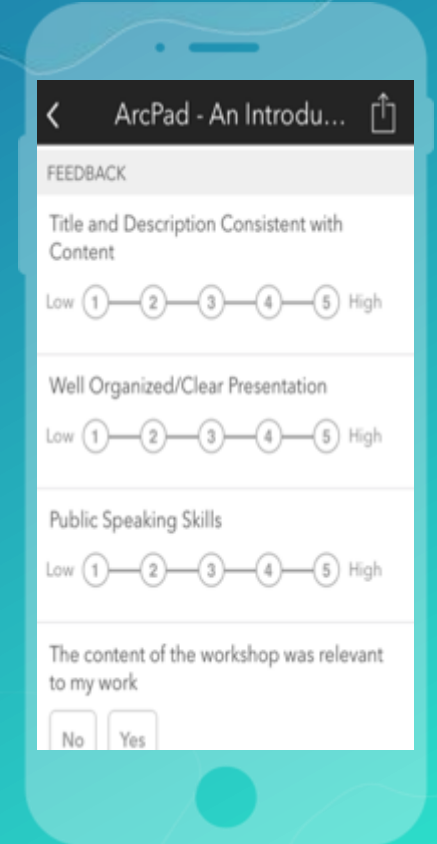 ArcPad - An Introdu...
FEEDBACK
Title and Description Consistent with
Content
Low 1 2 3 4 5 High
Well Organized/Clear Presentation
Low 1 2 3 4 5 High
Public Speaking Skills
Low 1 2 3 4 5 High
The content of the workshop was relevant
to my work
No Yes